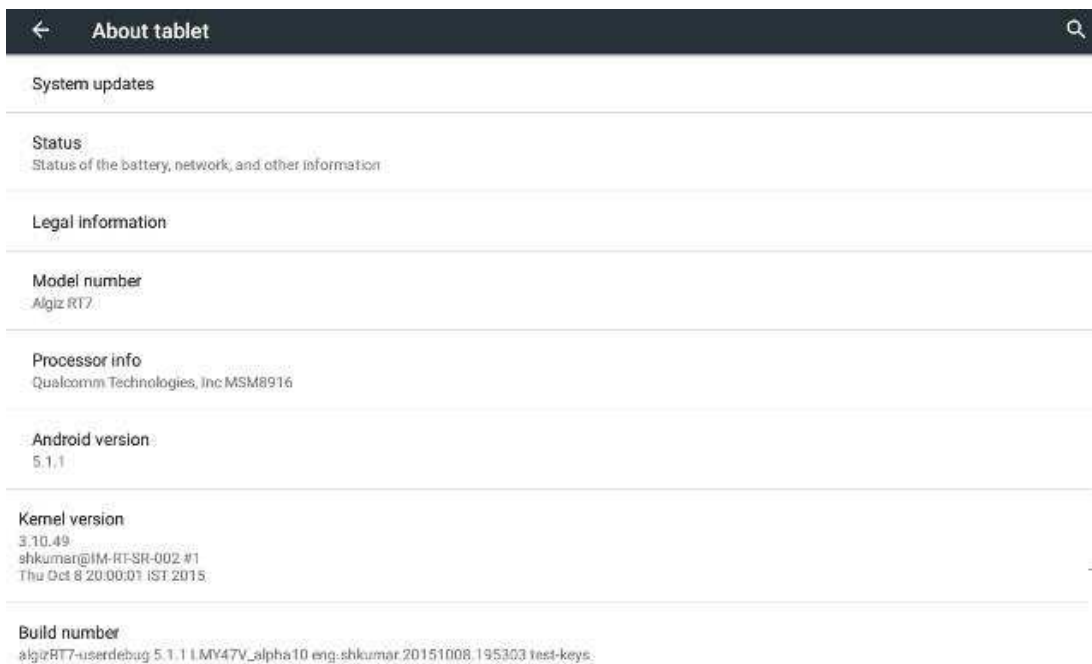 About tablet
System updates
Status
Status of the battery, network, and other information
Legal information
Model number
Algiz RT7
Processor info
Qualcomm Technologies, Inc MSM8916
Android version
5.1.1
Kernel version
3.10.49
shkumar@IM-RT-SR-002 #1
Thu Oct 8 20:00:01 IST 2015
Build number
algizRT7-userdebug 5.1.1 LMY47V_alpha10 eng.shkumar.20151008.195303 test-keys